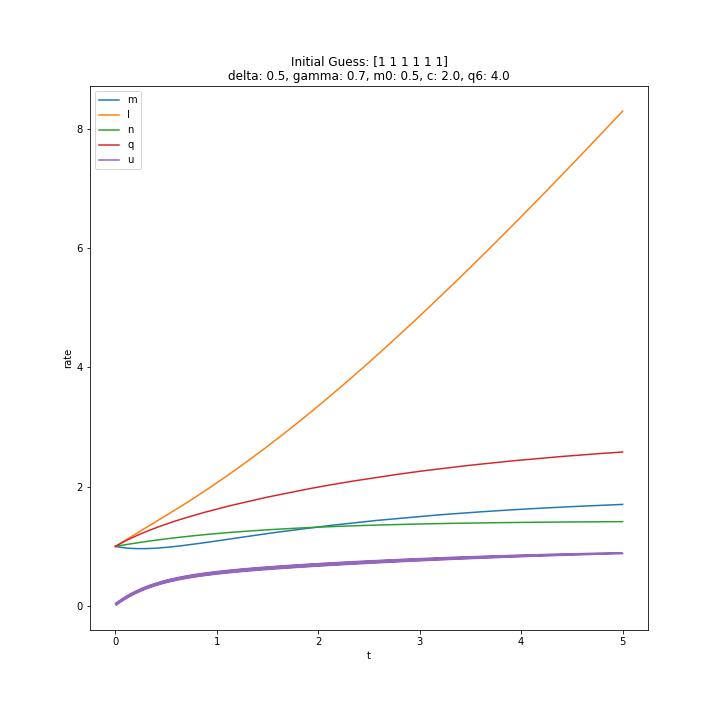 Initial Guess: [1 1 1 1 1 1]
delta: 0.5, gamma: 0.7, m0: 0.5, c: 2.0, q6: 4.0
m
l
n
q
u
8
6
4
2
0
rate
0 1 2 3 4 5
t